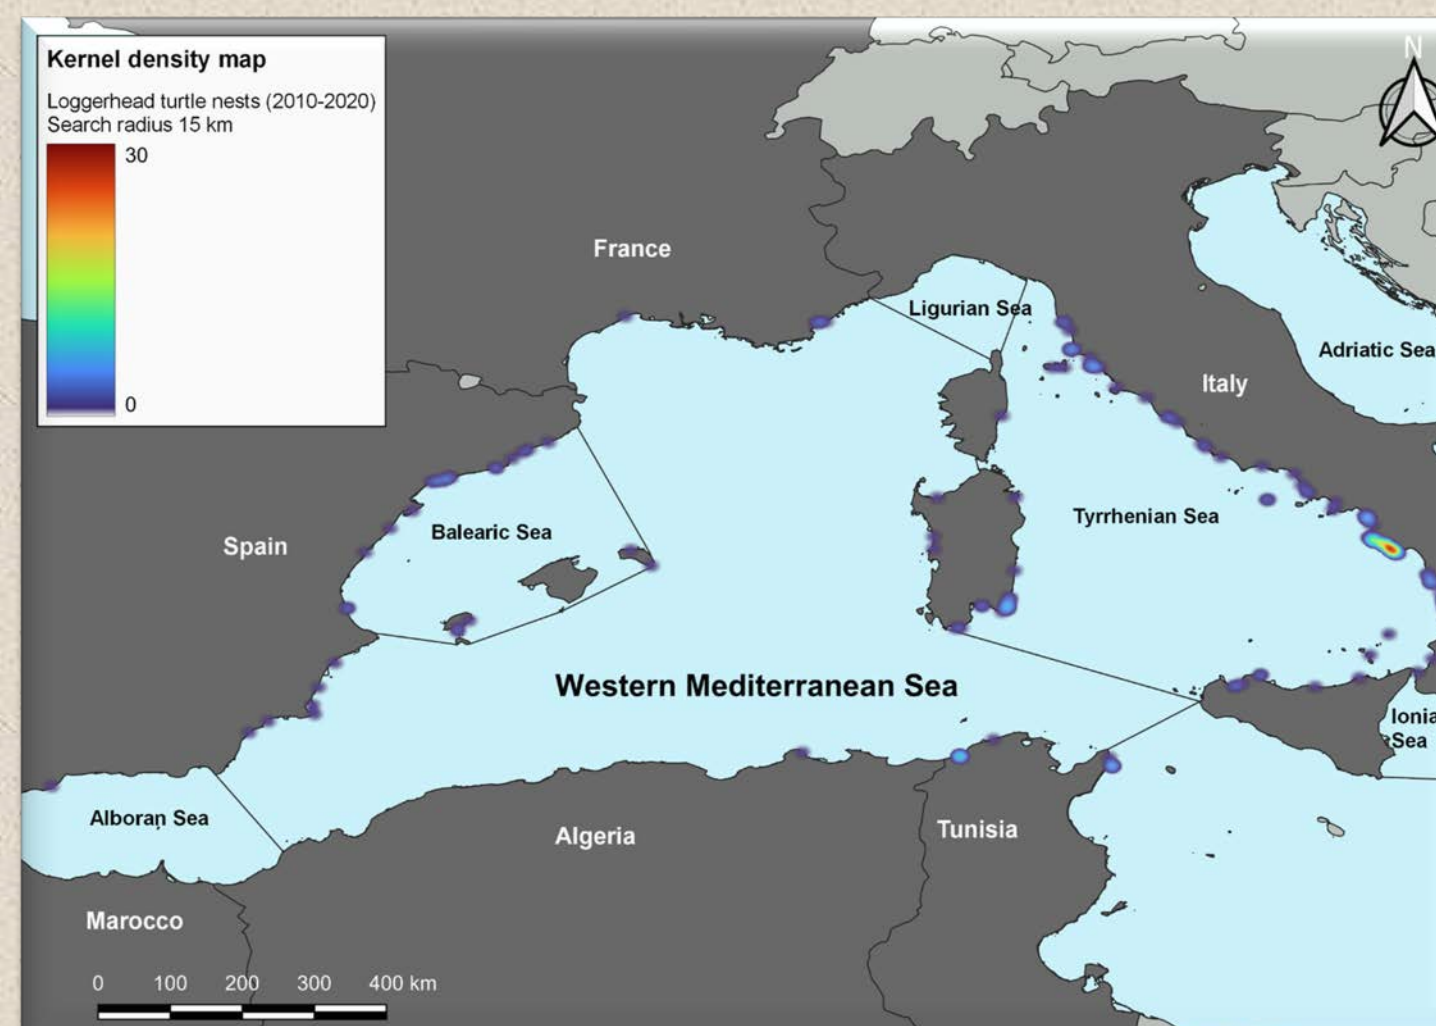 Kernel density map
Loggerhead turtle nests (2010-2020)
Search radius 15 km
30
0
N
France
Ligurian Sea
Adriatic Sea
Italy
Spain
Balearic Sea
Tyrrhenian Sea
Western Mediterranean Sea
Ionia
Sea
Alboran Sea
Algeria
Tunisia
Marocco
0 100 200 300 400 km